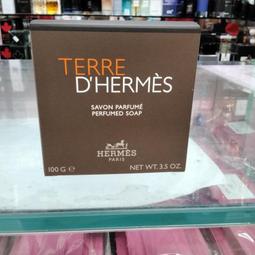 TERRE
D'HERMÈS
SAVON PARFUMÉ
PERFUMED SOAP
HERMÈS
PARIS
100 G ℮ NET WT. 3.5 OZ.